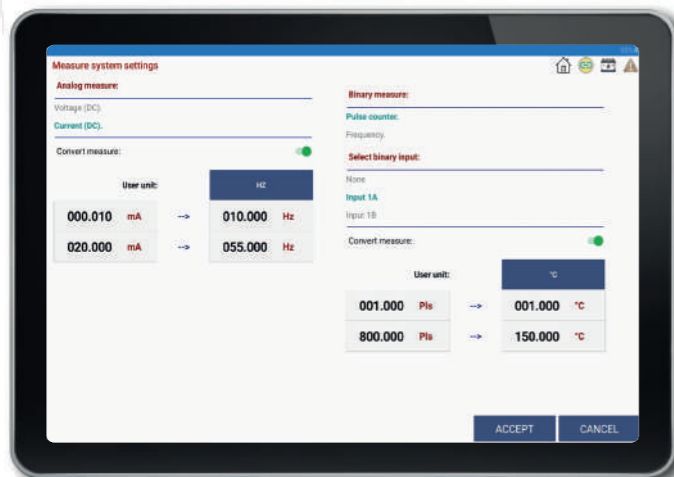 Measure system settings
Analog measure:
Voltage (DC).
Current (DC).
Convert measure:
User unit:
HZ
000.010 mA --> 010.000 Hz
020.000 mA --> 055.000 Hz
Binary measure:
Pulse counter.
Frequency.
Select binary input:
None
Input 1A
Input 1B
Convert measure:
User unit:
°C
001.000 Pls --> 001.000 °C
800.000 Pls --> 150.000 °C
ACCEPT
CANCEL